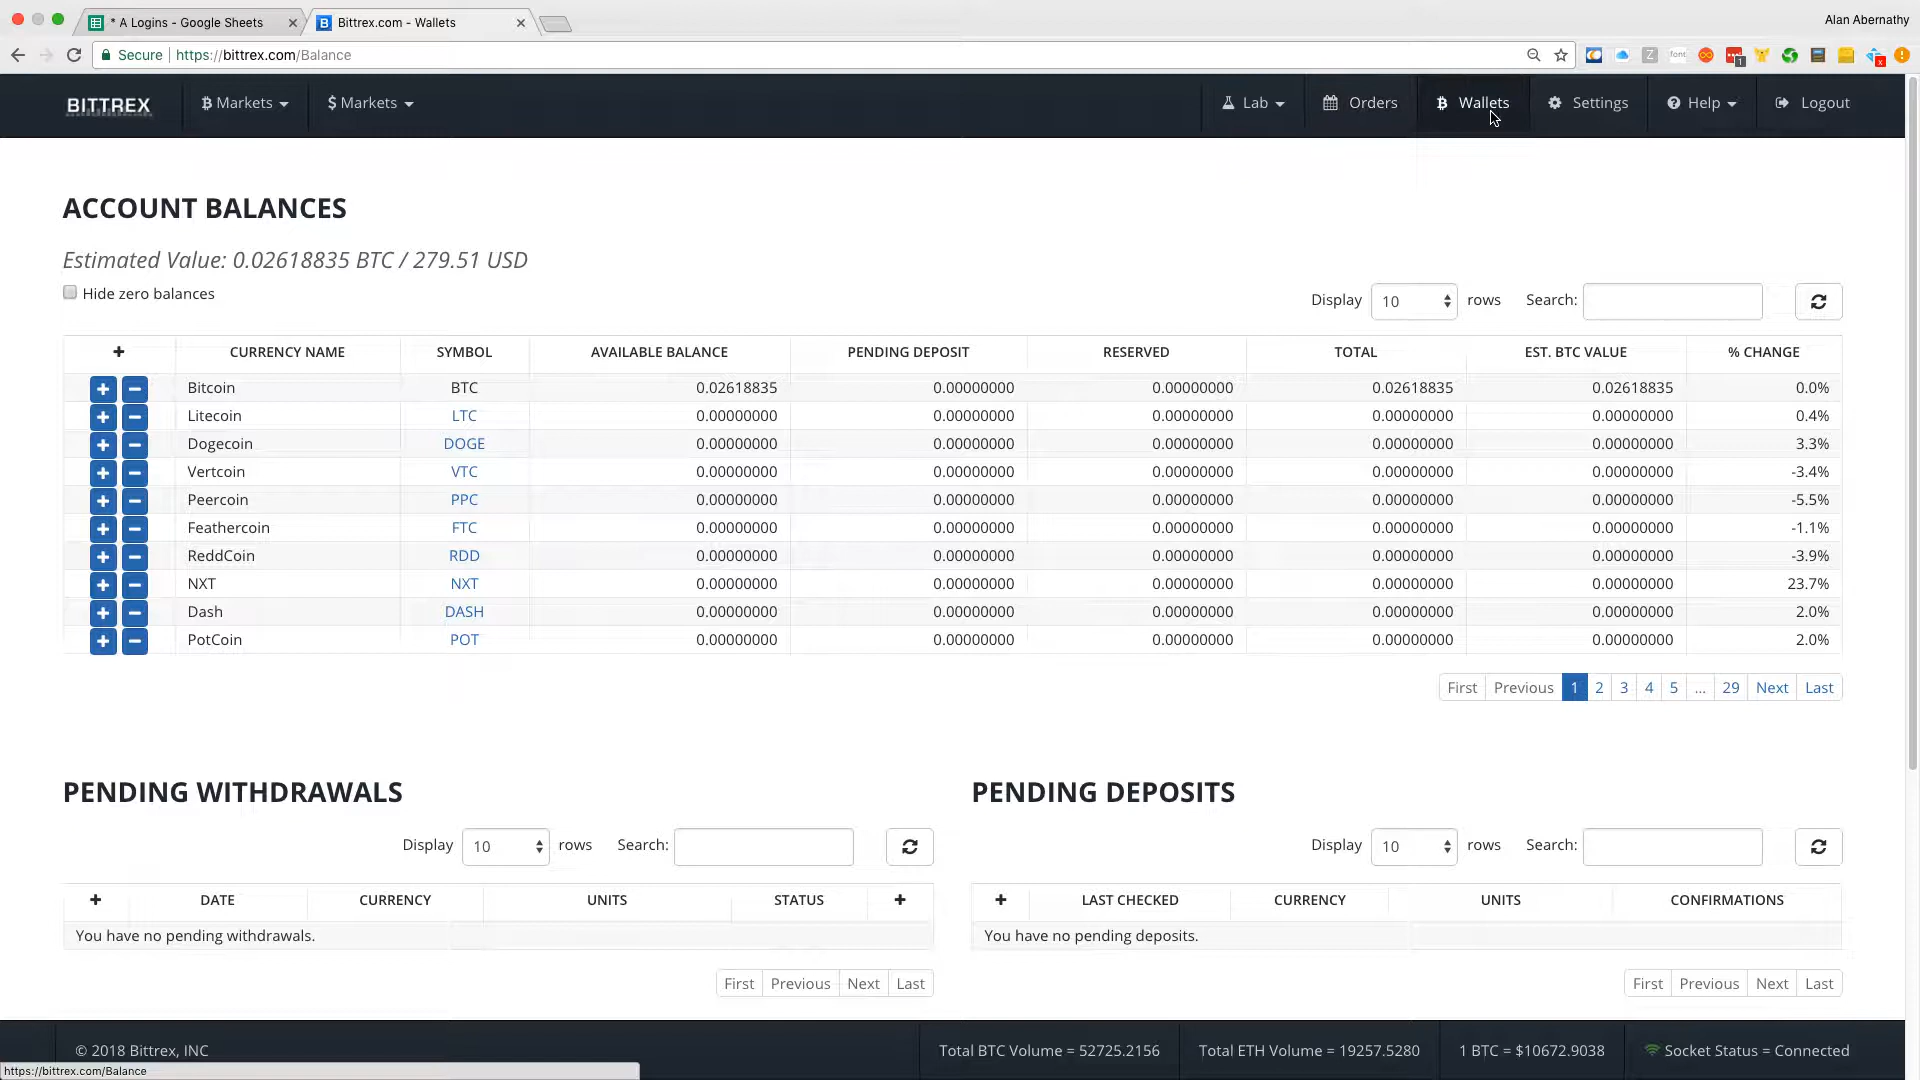 * A Logins - Google Sheets
Bittrex.com - Wallets
Alan Abernathy
Secure | https://bittrex.com/Balance
BITTREX
Markets
$ Markets
Lab
Orders
Wallets
Settings
Help
Logout
ACCOUNT BALANCES
Estimated Value: 0.02618835 BTC / 279.51 USD
Hide zero balances
Display 10 rows Search:
+ CURRENCY NAME SYMBOL AVAILABLE BALANCE PENDING DEPOSIT RESERVED TOTAL EST. BTC VALUE % CHANGE
+ - Bitcoin BTC 0.02618835 0.00000000 0.00000000 0.02618835 0.02618835 0.0%
+ - Litecoin LTC 0.00000000 0.00000000 0.00000000 0.00000000 0.00000000 0.4%
+ - Dogecoin DOGE 0.00000000 0.00000000 0.00000000 0.00000000 0.00000000 3.3%
+ - Vertcoin VTC 0.00000000 0.00000000 0.00000000 0.00000000 0.00000000 -3.4%
+ - Peercoin PPC 0.00000000 0.00000000 0.00000000 0.00000000 0.00000000 -5.5%
+ - Feathercoin FTC 0.00000000 0.00000000 0.00000000 0.00000000 0.00000000 -1.1%
+ - ReddCoin RDD 0.00000000 0.00000000 0.00000000 0.00000000 0.00000000 -3.9%
+ - NXT NXT 0.00000000 0.00000000 0.00000000 0.00000000 0.00000000 23.7%
+ - Dash DASH 0.00000000 0.00000000 0.00000000 0.00000000 0.00000000 2.0%
+ - PotCoin POT 0.00000000 0.00000000 0.00000000 0.00000000 0.00000000 2.0%
First Previous 1 2 3 4 5 ... 29 Next Last
PENDING WITHDRAWALS
Display 10 rows Search:
+ DATE CURRENCY UNITS STATUS +
You have no pending withdrawals.
First Previous Next Last
PENDING DEPOSITS
Display 10 rows Search:
+ LAST CHECKED CURRENCY UNITS CONFIRMATIONS
You have no pending deposits.
First Previous Next Last
© 2018 Bittrex, INC
Total BTC Volume = 52725.2156
Total ETH Volume = 19257.5280
1 BTC = $10672.9038
Socket Status = Connected
https://bittrex.com/Balance